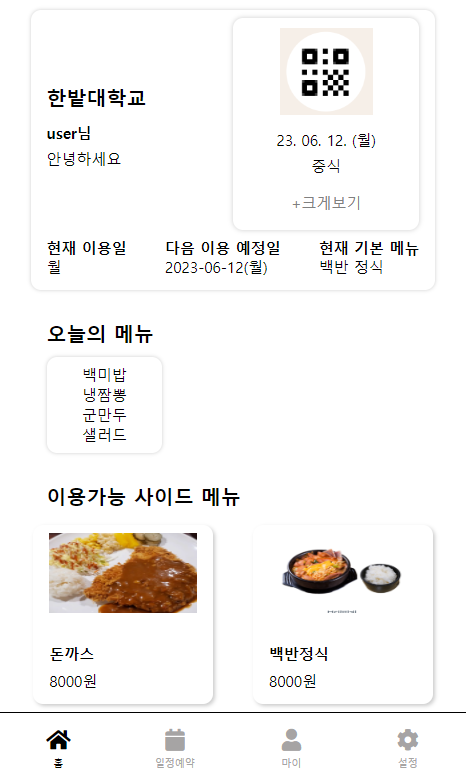 한밭대학교
user님
안녕하세요
23. 06. 12. (월)
중식
+크게보기
현재 이용일
월
다음 이용 예정일
2023-06-12(월)
현재 기본 메뉴
백반 정식
오늘의 메뉴
백미밥
냉짬뽕
군만두
샐러드
이용가능 사이드 메뉴
돈까스
8000원
백반정식
8000원
홈
일정예약
마이
설정